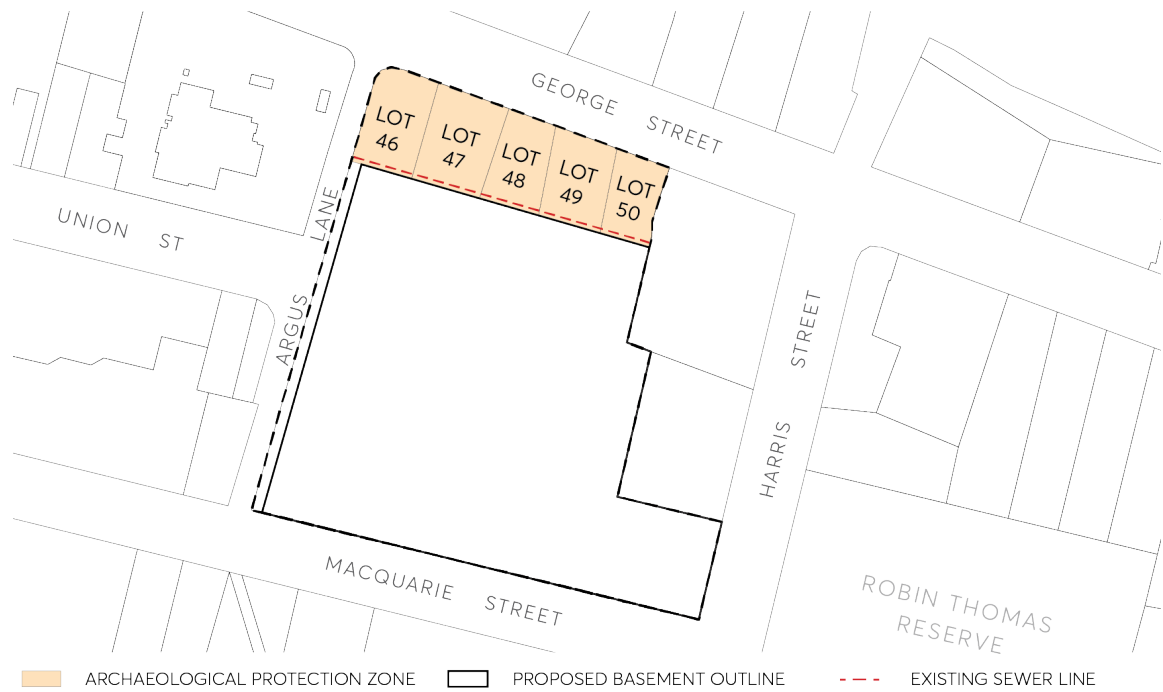 GEORGE STREET
LOT
46
LOT
47
LOT
48
LOT
49
LOT
50
UNION ST
ARGUS LANE
HARRIS STREET
MACQUARIE STREET
ROBIN THOMAS
RESERVE
ARCHAEOLOGICAL PROTECTION ZONE
PROPOSED BASEMENT OUTLINE
EXISTING SEWER LINE